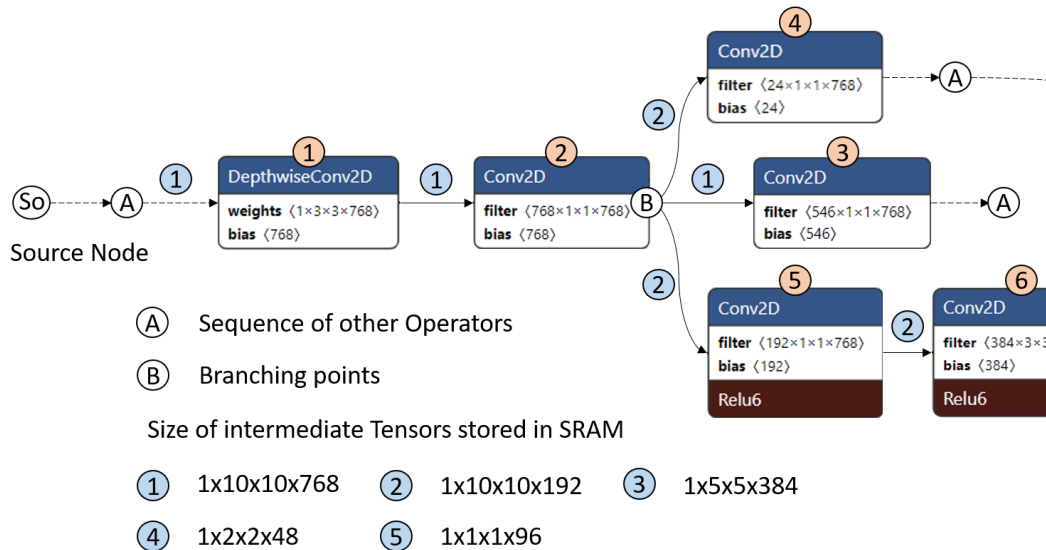 4
Conv2D
filter ⟨24×1×1×768⟩
bias ⟨24⟩
A
2
1
2
3
DepthwiseConv2D
Conv2D
Conv2D
1
1
1
So
A
weights ⟨1×3×3×768⟩
bias ⟨768⟩
filter ⟨768×1×1×768⟩
bias ⟨768⟩
B
filter ⟨546×1×1×768⟩
bias ⟨546⟩
A
Source Node
2
5
6
Conv2D
Conv2D
filter ⟨192×1×1×768⟩
bias ⟨192⟩
Relu6
2
filter ⟨384×3×3
bias ⟨384⟩
Relu6
A Sequence of other Operators
B Branching points
Size of intermediate Tensors stored in SRAM
1 1x10x10x768 2 1x10x10x192 3 1x5x5x384
4 1x2x2x48 5 1x1x1x96